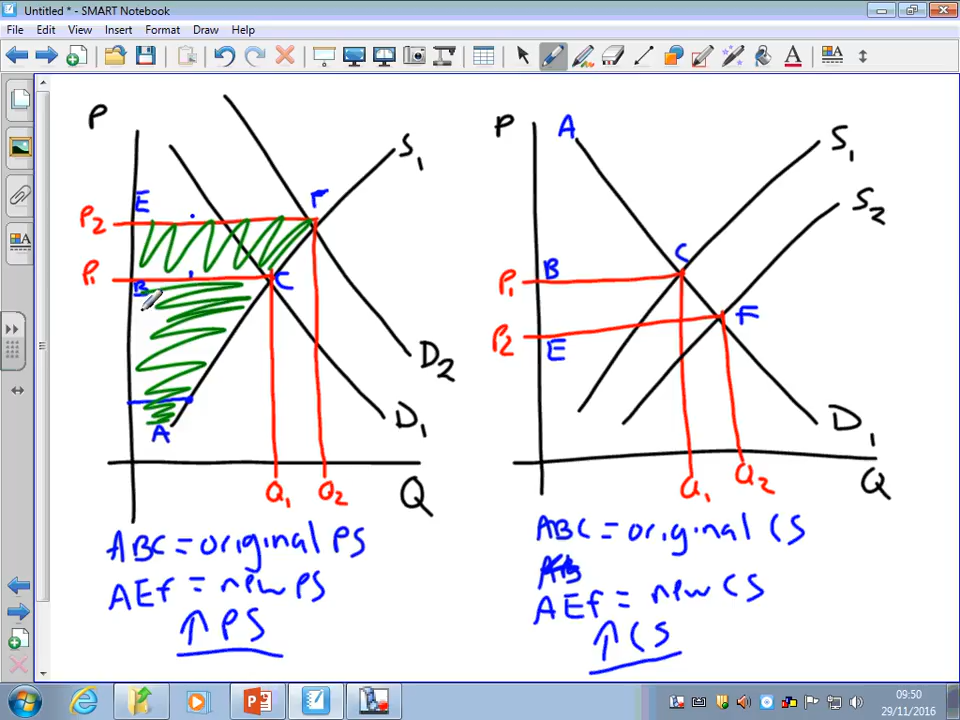 Untitled * - SMART Notebook
File Edit View Insert Format Draw Help
P
S1
E
F
P2
P1
B
C
D2
D1
A
Q1 Q2 Q
ABC = original PS
AEf = new PS
↑ PS
P
A
S1
S2
C
B
P1
F
P2
E
D1
Q1 Q2 Q
ABC = original CS
AEf = new CS
↑ CS
09:50
29/11/2016